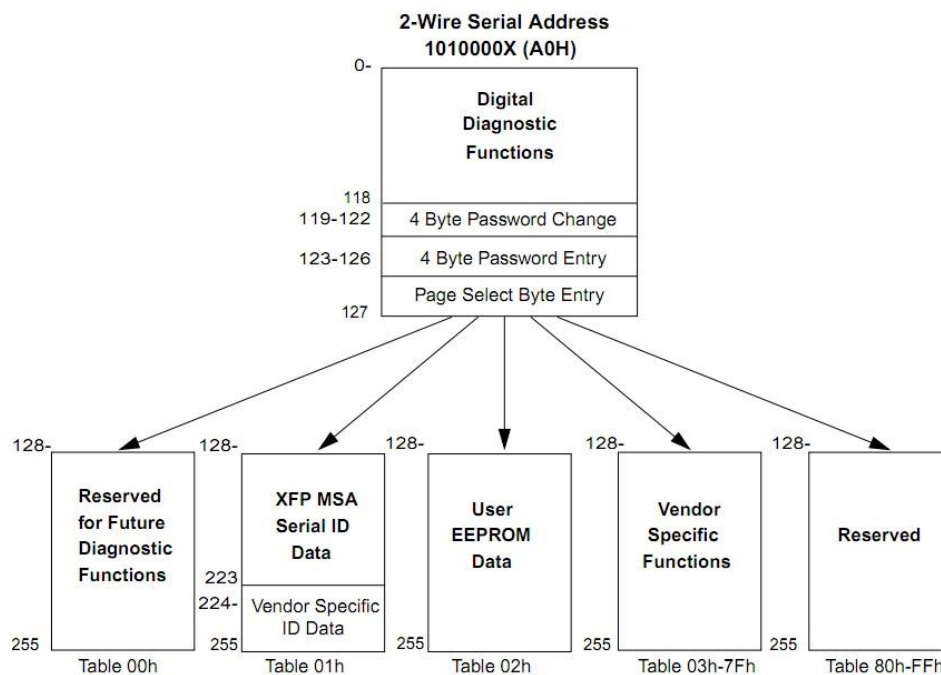 2-Wire Serial Address
1010000X (A0H)
0-
Digital
Diagnostic
Functions
118
119-122
4 Byte Password Change
123-126
4 Byte Password Entry
Page Select Byte Entry
127
128-
Reserved
for Future
Diagnostic
Functions
255
Table 00h
128-
XFP MSA
Serial ID
Data
223
224-
Vendor Specific
ID Data
255
Table 01h
128-
User
EEPROM
Data
255
Table 02h
128-
Vendor
Specific
Functions
255
Table 03h-7Fh
128-
Reserved
255
Table 80h-FFh